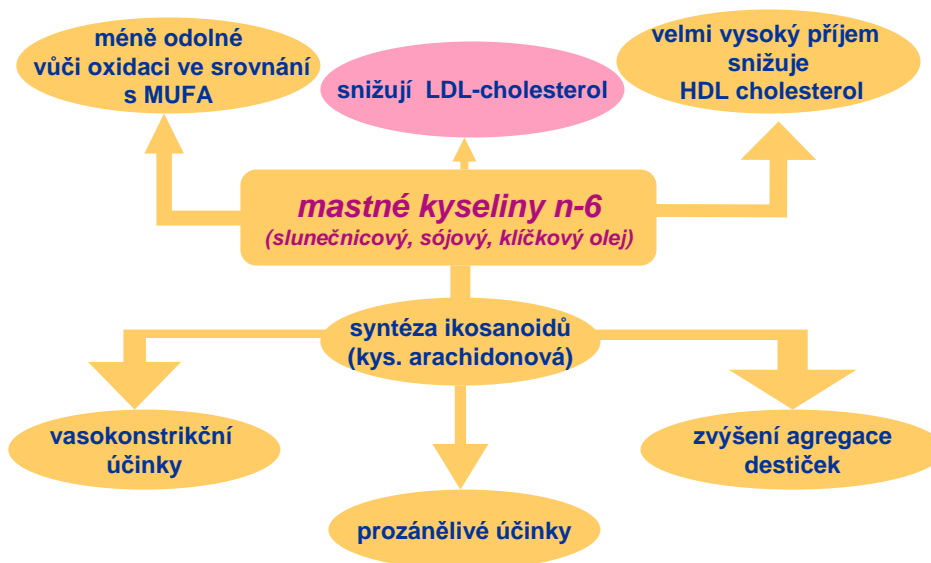 méně odolné
vůči oxidaci ve srovnání
s MUFA
snižují LDL-cholesterol
velmi vysoký příjem
snižuje
HDL cholesterol
mastné kyseliny n-6
(slunečnicový, sójový, klíčkový olej)
syntéza ikosanoidů
(kys. arachidonová)
vasokonstrikční
účinky
prozánělivé účinky
zvýšení agregace
destiček